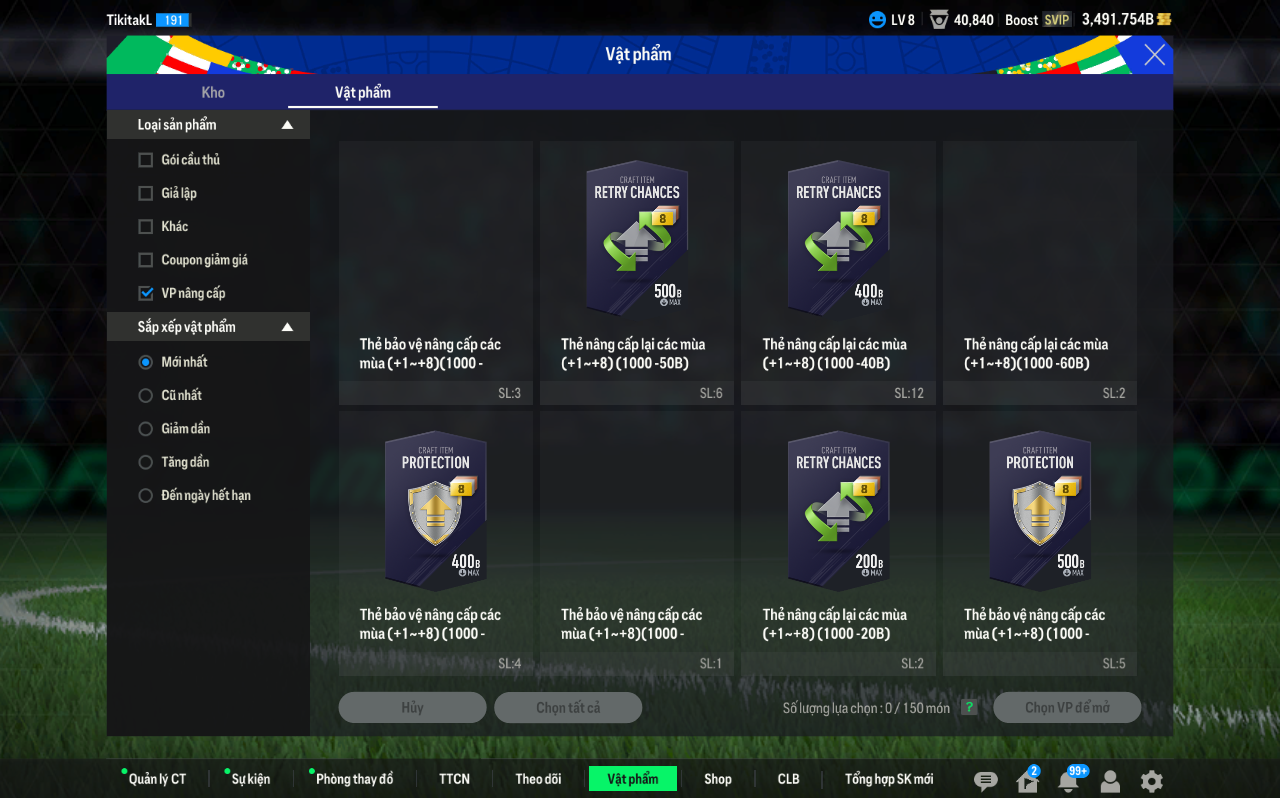 TikitakL 191
LV 8 40,840 Boost SVIP 3,491.754B
Vật phẩm
Kho Vật phẩm
Loại sản phẩm
Gói cầu thủ
Giả lập
Khác
Coupon giảm giá
VP nâng cấp
Sắp xếp vật phẩm
Mới nhất
Cũ nhất
Giảm dần
Tăng dần
Đến ngày hết hạn
Thẻ bảo vệ nâng cấp các
mùa (+1~+8)(1000 -
SL:3
CRAFT ITEM
RETRY CHANCES
8
500B
MAX
Thẻ nâng cấp lại các mùa
(+1~+8) (1000 -50B)
SL:6
CRAFT ITEM
RETRY CHANCES
8
400B
MAX
Thẻ nâng cấp lại các mùa
(+1~+8) (1000 -40B)
SL:12
Thẻ nâng cấp lại các mùa
(+1~+8)(1000 -60B)
SL:2
CRAFT ITEM
PROTECTION
8
400B
MAX
Thẻ bảo vệ nâng cấp các
mùa (+1~+8) (1000 -
SL:4
Thẻ bảo vệ nâng cấp các
mùa (+1~+8)(1000 -
SL:1
CRAFT ITEM
RETRY CHANCES
8
200B
MAX
Thẻ nâng cấp lại các mùa
(+1~+8) (1000 -20B)
SL:2
CRAFT ITEM
PROTECTION
8
500B
MAX
Thẻ bảo vệ nâng cấp các
mùa (+1~+8) (1000 -
SL:5
Hủy Chọn tất cả Số lượng lựa chọn : 0 / 150 món ? Chọn VP để mở
Quản lý CT Sự kiện Phòng thay đồ TTCN Theo dõi Vật phẩm Shop CLB Tổng hợp SK mới 2 99+